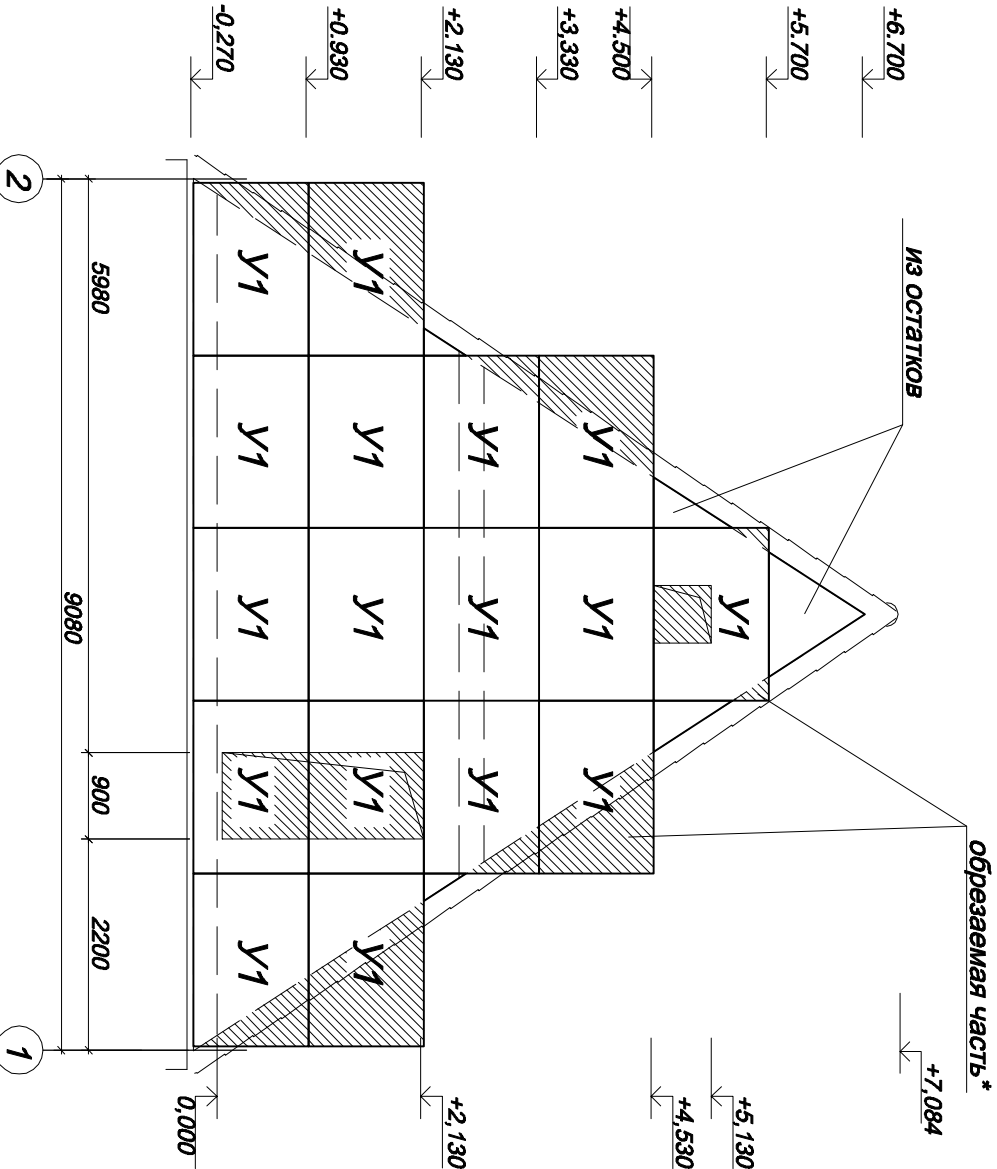 обрезаемая часть*
+7,084
из остатков
+6.700
+5.700
У1
+5,130
+4.500
+4,530
У1 У1 У1
+3,330
У1 У1 У1
+2.130
+2,130
У1 У1 У1 У1 У1
+0.930
У1 У1 У1 У1 У1
-0,270
0,000
5980 900 2200
9080
2 1